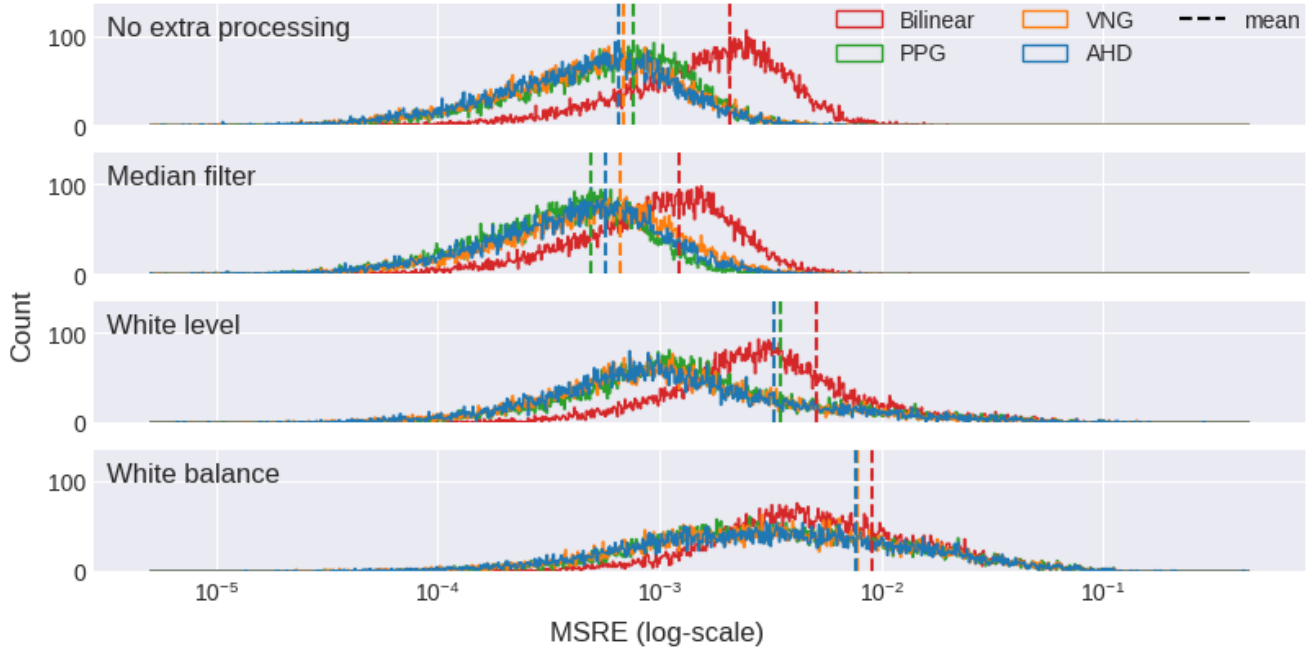 No extra processing
Bilinear
VNG
mean
PPG
AHD
100
0
Median filter
100
0
White level
100
0
White balance
100
0
Count
10⁻⁵
10⁻⁴
10⁻³
10⁻²
10⁻¹
MSRE (log-scale)